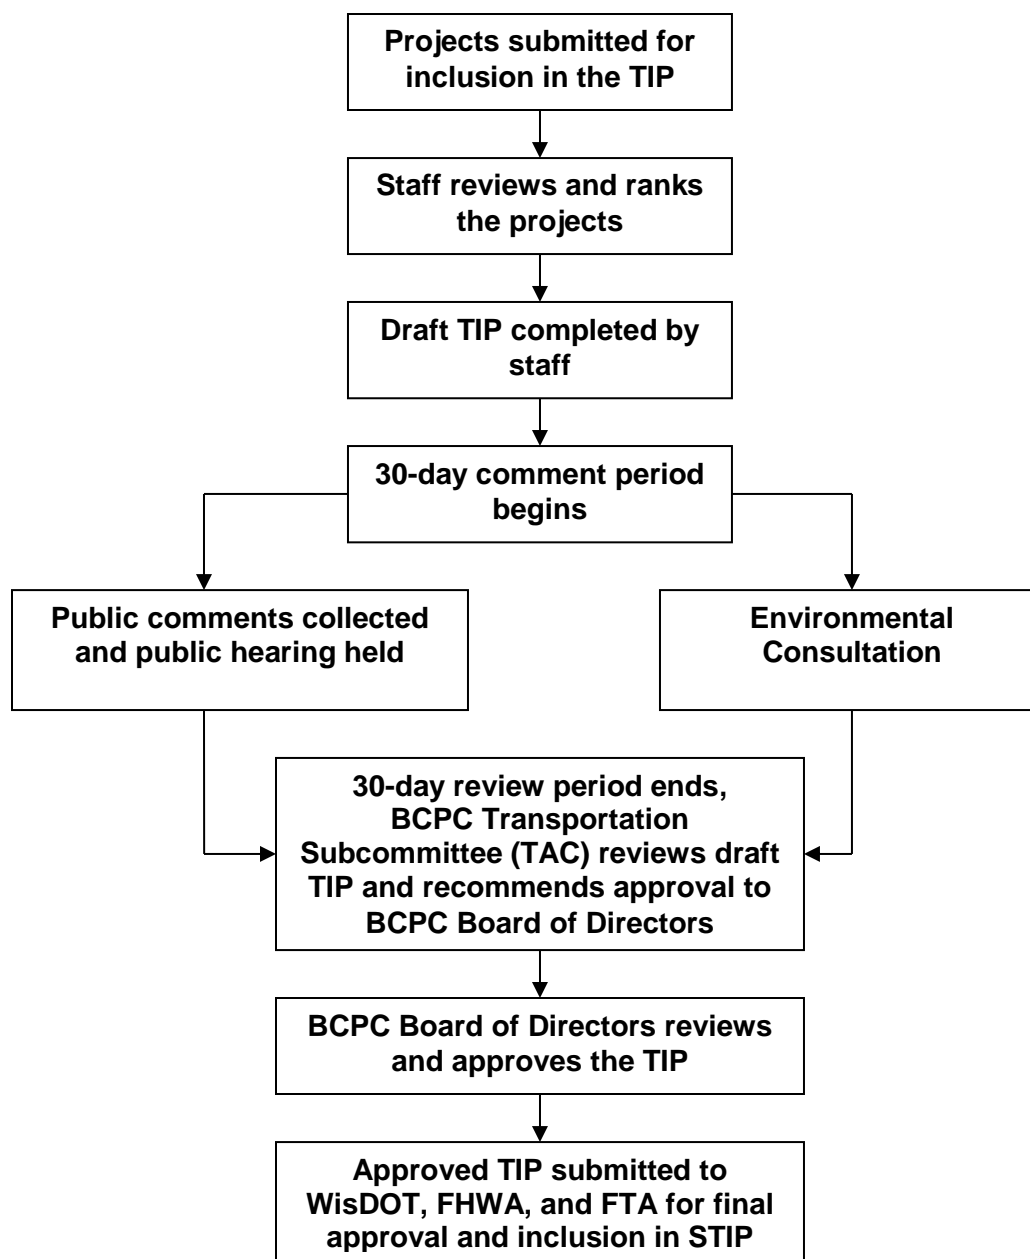 Projects submitted for
inclusion in the TIP
Staff reviews and ranks
the projects
Draft TIP completed by
staff
30-day comment period
begins
Public comments collected
and public hearing held
Environmental
Consultation
30-day review period ends,
BCPC Transportation
Subcommittee (TAC) reviews draft
TIP and recommends approval to
BCPC Board of Directors
BCPC Board of Directors reviews
and approves the TIP
Approved TIP submitted to
WisDOT, FHWA, and FTA for final
approval and inclusion in STIP